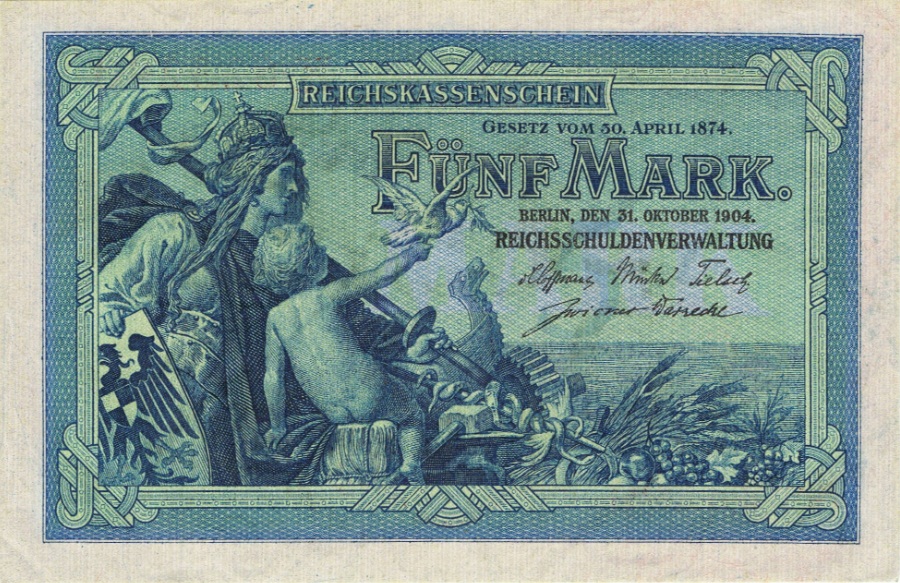 REICHSKASSENSCHEIN
GESETZ VOM 30. APRIL 1874.
FÜNF MARK.
BERLIN, DEN 31. OKTOBER 1904.
REICHSSCHULDENVERWALTUNG